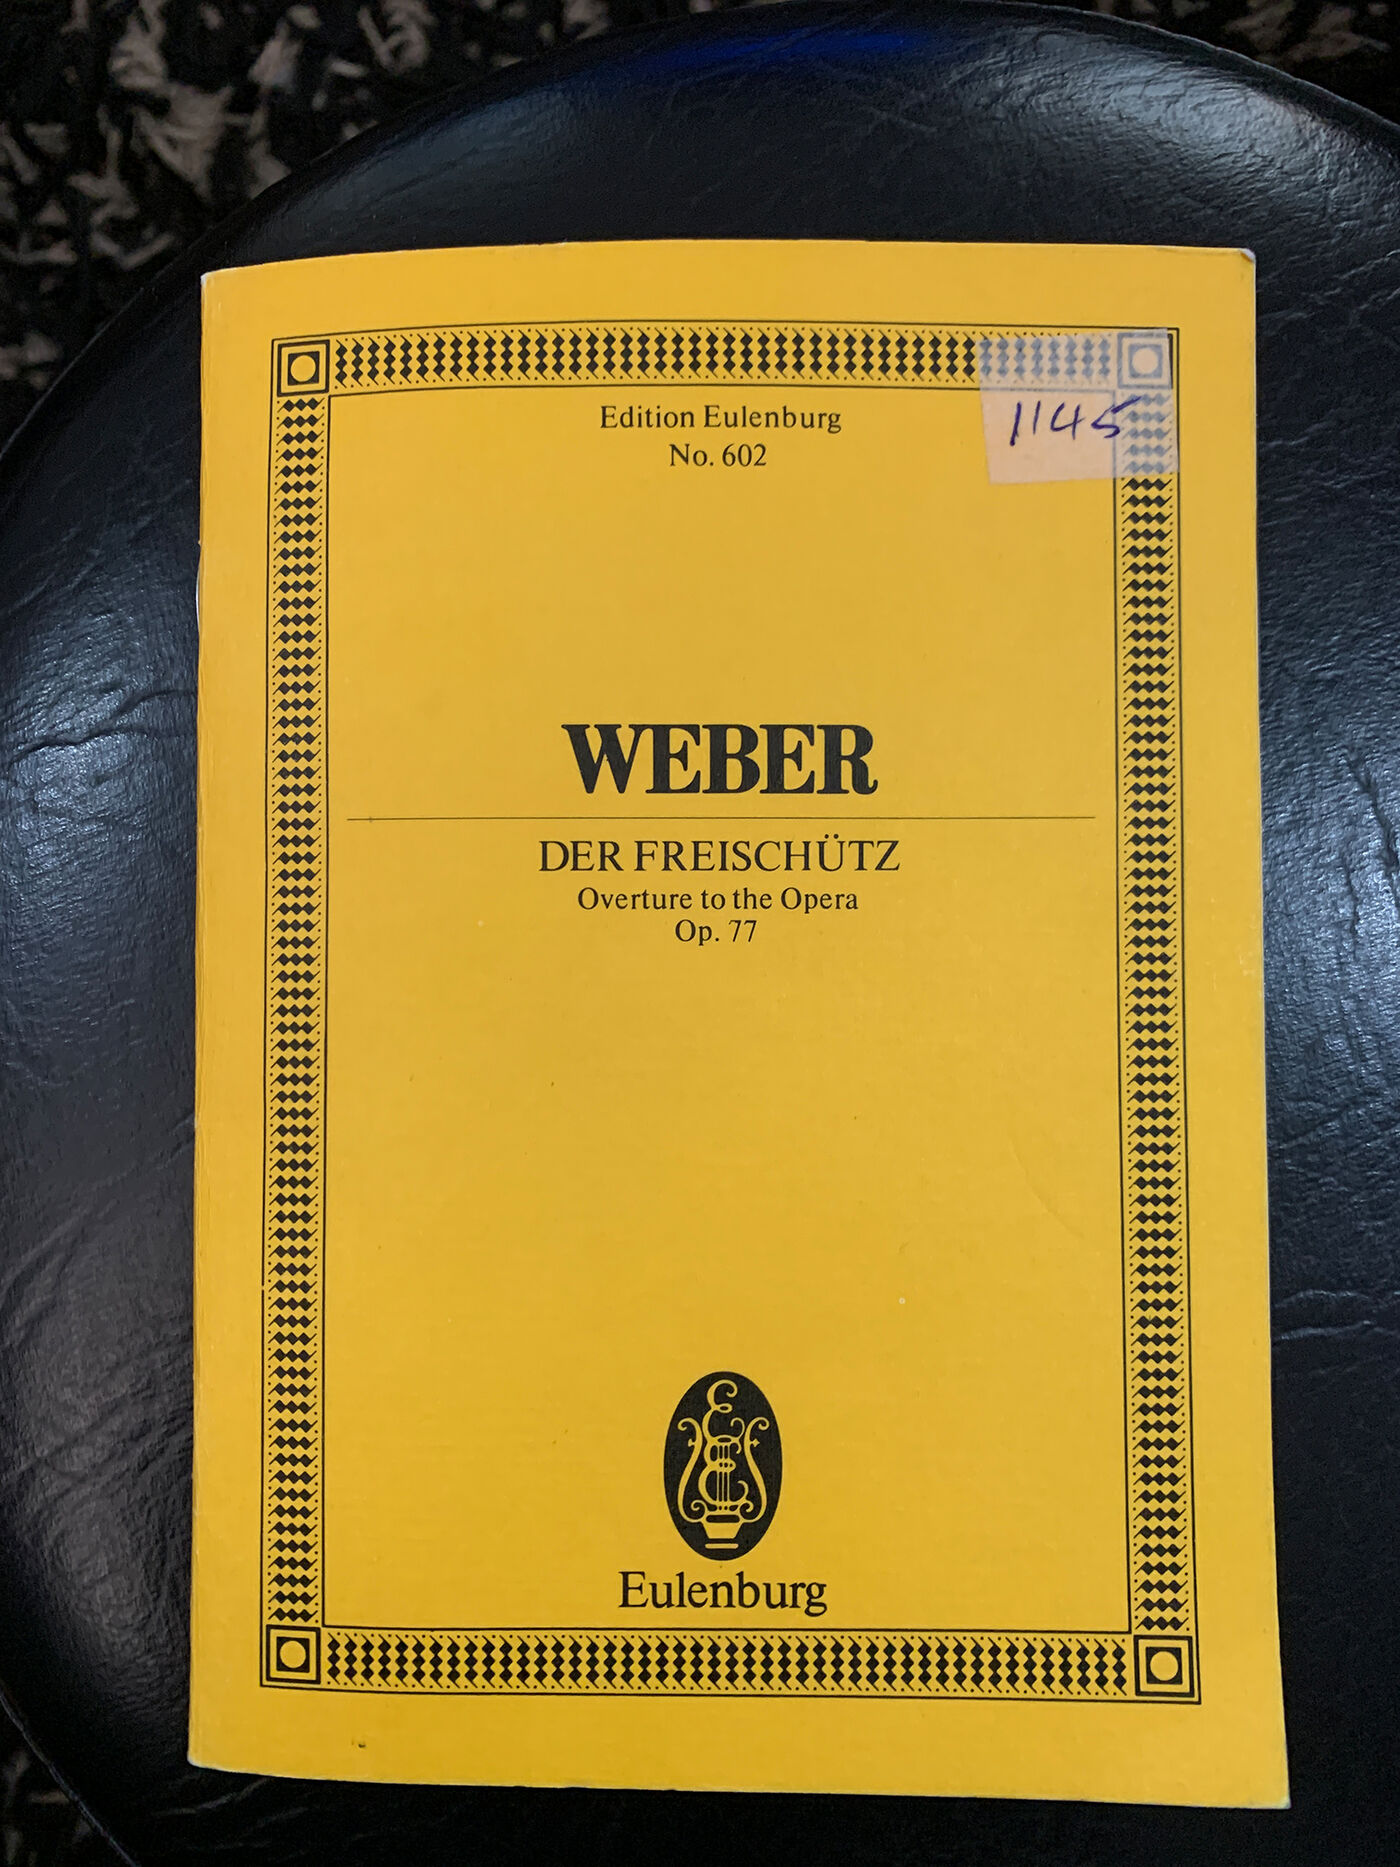 Edition Eulenburg
No. 602
1145
WEBER
DER FREISCHÜTZ
Overture to the Opera
Op. 77
Eulenburg